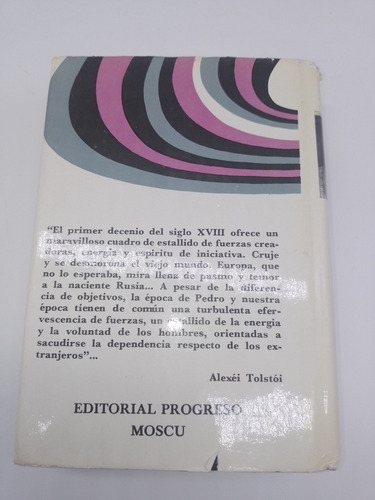 "El primer decenio del siglo XVIII ofrece un
maravilloso cuadro de estallido de fuerzas crea-
doras, energía y espíritu de iniciativa. Cruje
y se desmorona el viejo mundo. Europa, que
no lo esperaba, mira llena de pasmo y temor
a la naciente Rusia... A pesar de la diferen-
cia de objetivos, la época de Pedro y nuestra
época tienen de común una turbulenta efer-
vescencia de fuerzas, un estallido de la energía
y la voluntad de los hombres, orientadas a
sacudirse la dependencia respecto de los ex-
tranjeros"...
Alexéi Tolstói
EDITORIAL PROGRESO
MOSCU